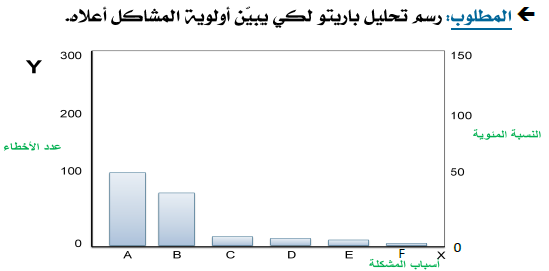 ← المطلوب: رسم تحليل باريتو لكي يبيّن أولوية المشاكل أعلاه.
300
150
Y
200
100
النسبة المئوية
عدد الأخطاء
100
50
0
0
A B C D E F X
أسباب المشكلة